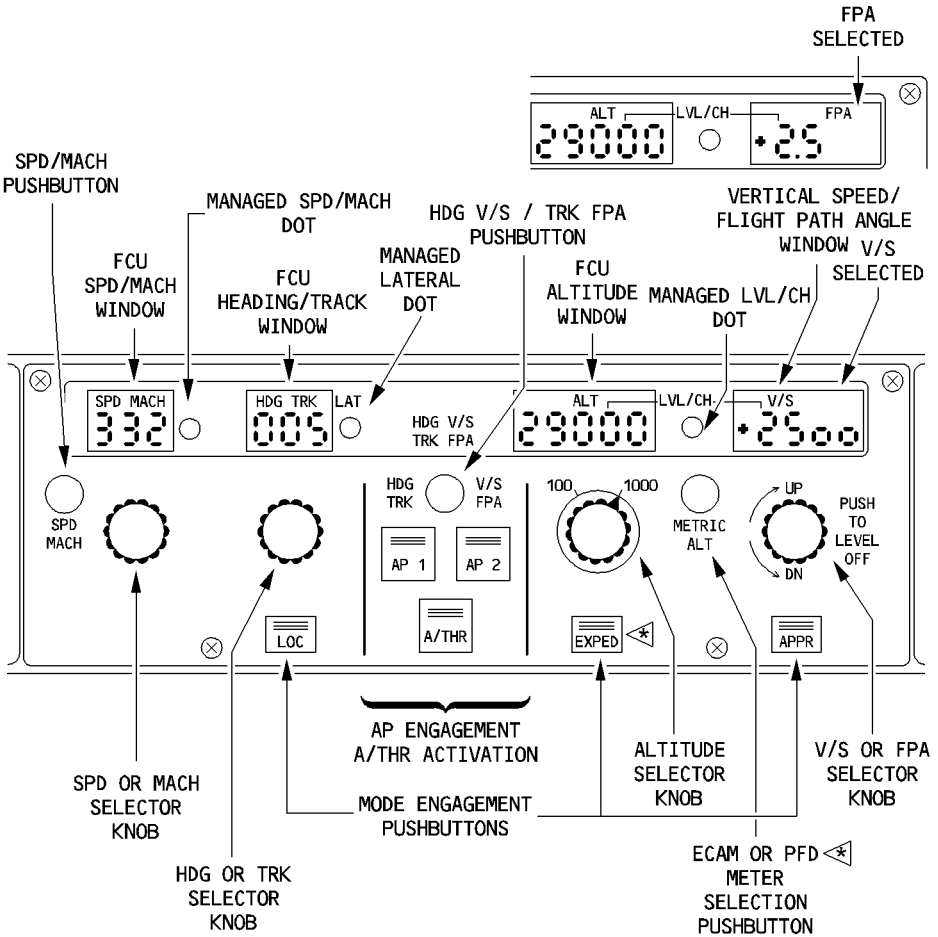 FPA
SELECTED
ALT LVL/CH FPA
29000 +2.5
SPD/MACH
PUSHBUTTON
MANAGED SPD/MACH
DOT
HDG V/S / TRK FPA
PUSHBUTTON
VERTICAL SPEED/
FLIGHT PATH ANGLE
WINDOW
V/S
SELECTED
FCU
SPD/MACH
WINDOW
FCU
HEADING/TRACK
WINDOW
MANAGED
LATERAL
DOT
FCU
ALTITUDE
WINDOW
MANAGED LVL/CH
DOT
SPD MACH
332
HDG TRK LAT
005
HDG V/S
TRK FPA
ALT LVL/CH V/S
29000 +2500
SPD
MACH
HDG
TRK
V/S
FPA
AP 1
AP 2
A/THR
LOC
100 1000
METRIC
ALT
UP
DN
PUSH
TO
LEVEL
OFF
EXPED *
APPR
AP ENGAGEMENT
A/THR ACTIVATION
SPD OR MACH
SELECTOR
KNOB
MODE ENGAGEMENT
PUSHBUTTONS
ALTITUDE
SELECTOR
KNOB
V/S OR FPA
SELECTOR
KNOB
HDG OR TRK
SELECTOR
KNOB
ECAM OR PFD *
METER
SELECTION
PUSHBUTTON